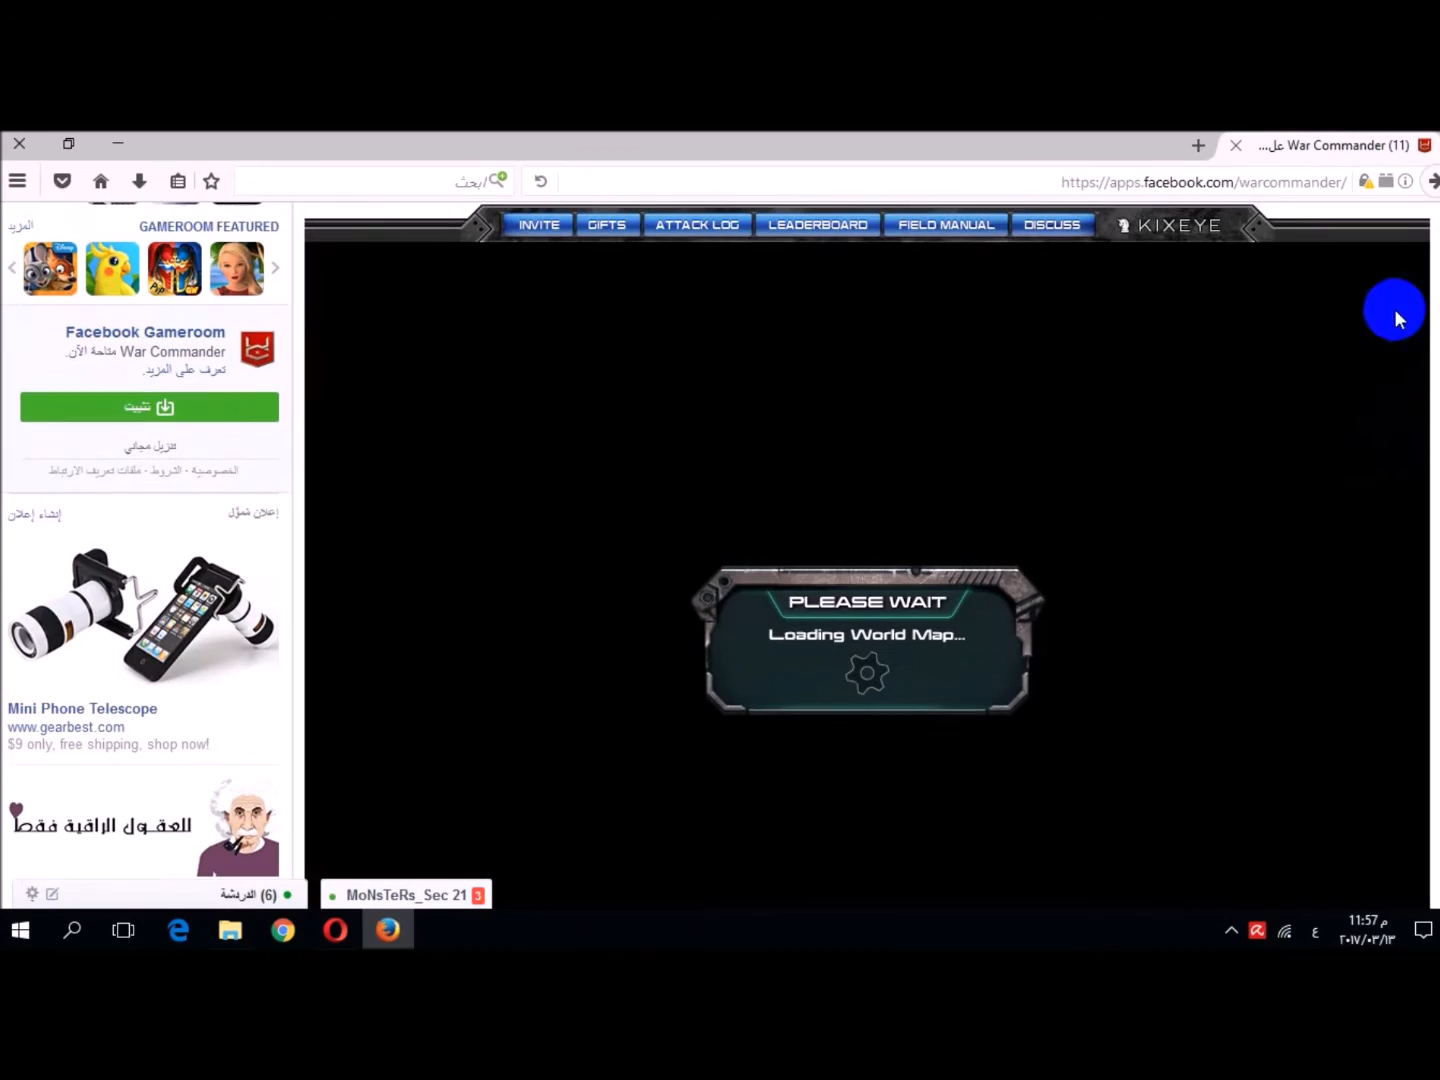 War Commander (11) عل...
ابحث
https://apps.facebook.com/warcommander/
المزيد
GAMEROOM FEATURED
INVITE
GIFTS
ATTACK LOG
LEADERBOARD
FIELD MANUAL
DISCUSS
KIXEYE
Facebook Gameroom
War Commander متاحة الآن.
تعرف على المزيد.
تثبيت
تنزيل مجاني
الخصوصية - الشروط - ملفات تعريف الارتباط
إعلان مُموَّل
إنشاء إعلان
PLEASE WAIT
Loading World Map...
Mini Phone Telescope
www.gearbest.com
$9 only, free shipping, shop now!
للعقول الراقية فقط
الدردشة (6)
MoNsTeRs_Sec 21
3
ع
11:57 م
٢٠١٧/٠٣/١٣